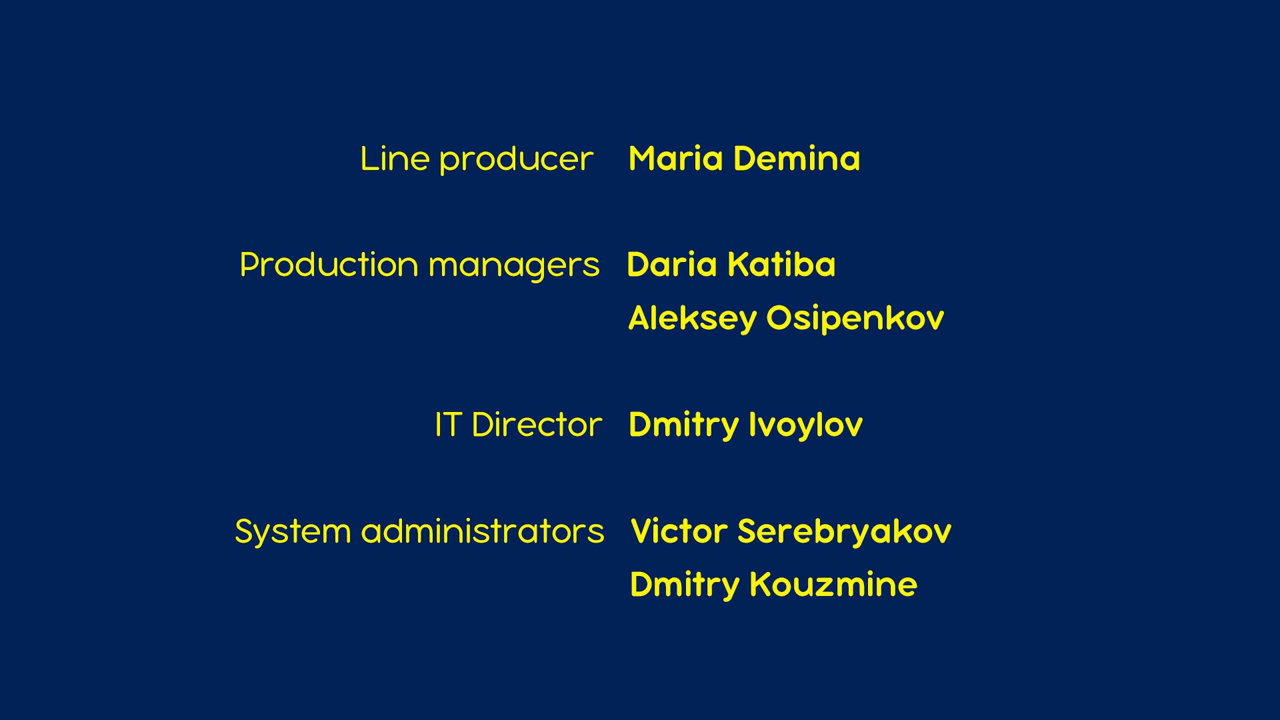 Line producer Maria Demina
Production managers Daria Katiba
Aleksey Osipenkov
IT Director Dmitry Ivoylov
System administrators Victor Serebryakov
Dmitry Kouzmine